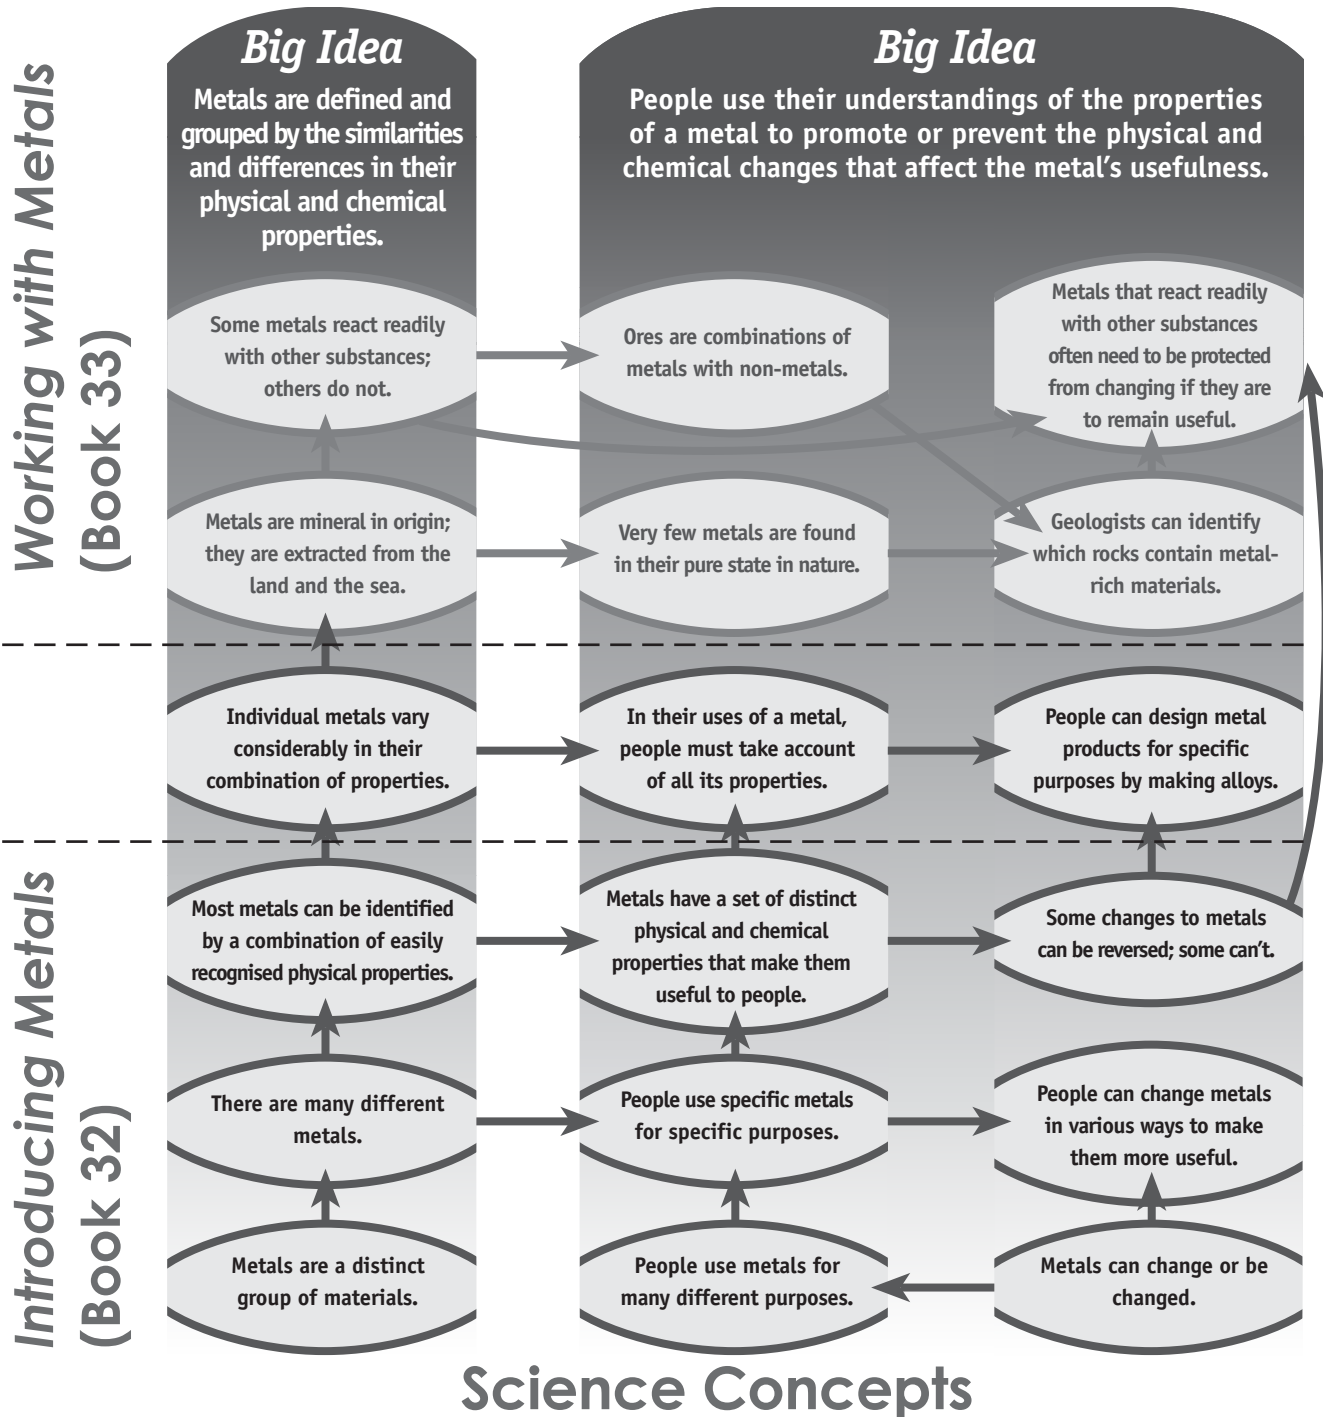 Working with Metals
(Book 33)
Introducing Metals
(Book 32)
Big Idea
Metals are defined and
grouped by the similarities
and differences in their
physical and chemical
properties.
Big Idea
People use their understandings of the properties
of a metal to promote or prevent the physical and
chemical changes that affect the metal’s usefulness.
Some metals react readily
with other substances;
others do not.
Ores are combinations of
metals with non-metals.
Metals that react readily
with other substances
often need to be protected
from changing if they are
to remain useful.
Metals are mineral in origin;
they are extracted from the
land and the sea.
Very few metals are found
in their pure state in nature.
Geologists can identify
which rocks contain metal-
rich materials.
Individual metals vary
considerably in their
combination of properties.
In their uses of a metal,
people must take account
of all its properties.
People can design metal
products for specific
purposes by making alloys.
Most metals can be identified
by a combination of easily
recognised physical properties.
Metals have a set of distinct
physical and chemical
properties that make them
useful to people.
Some changes to metals
can be reversed; some can’t.
There are many different
metals.
People use specific metals
for specific purposes.
People can change metals
in various ways to make
them more useful.
Metals are a distinct
group of materials.
People use metals for
many different purposes.
Metals can change or be
changed.
Science Concepts